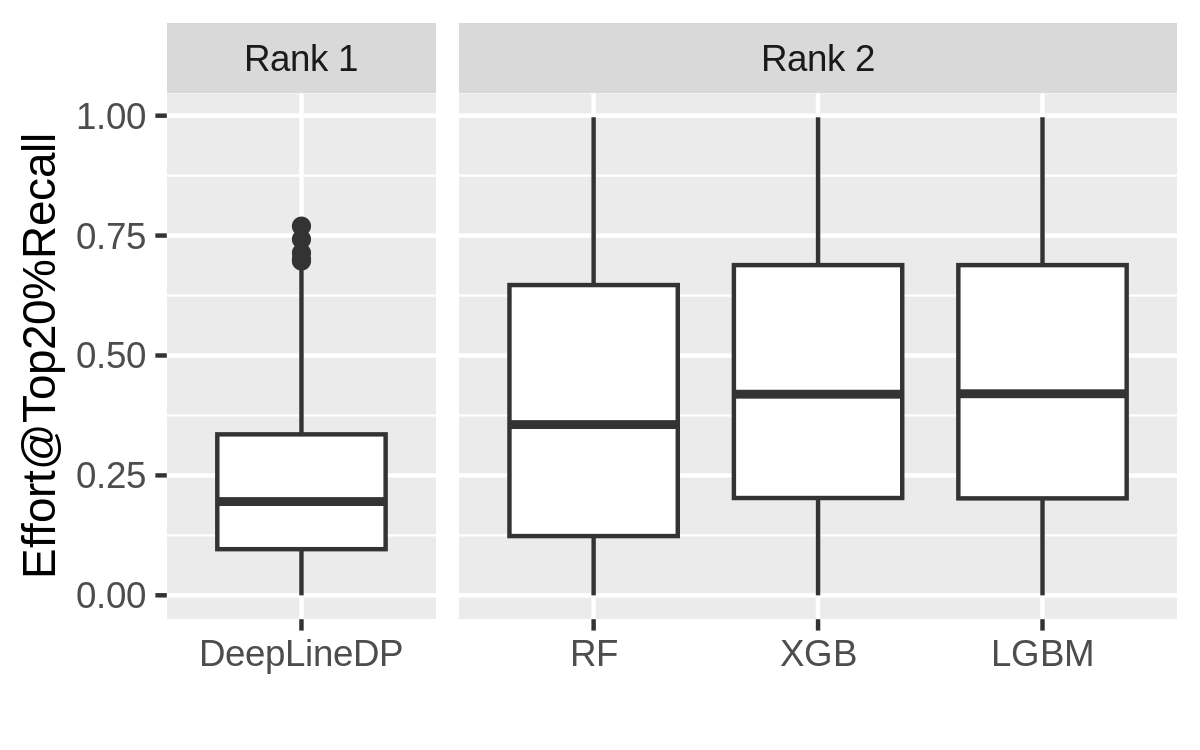 Rank 1
Rank 2
Effort@Top20%Recall
1.00
0.75
0.50
0.25
0.00
DeepLineDP
RF
XGB
LGBM